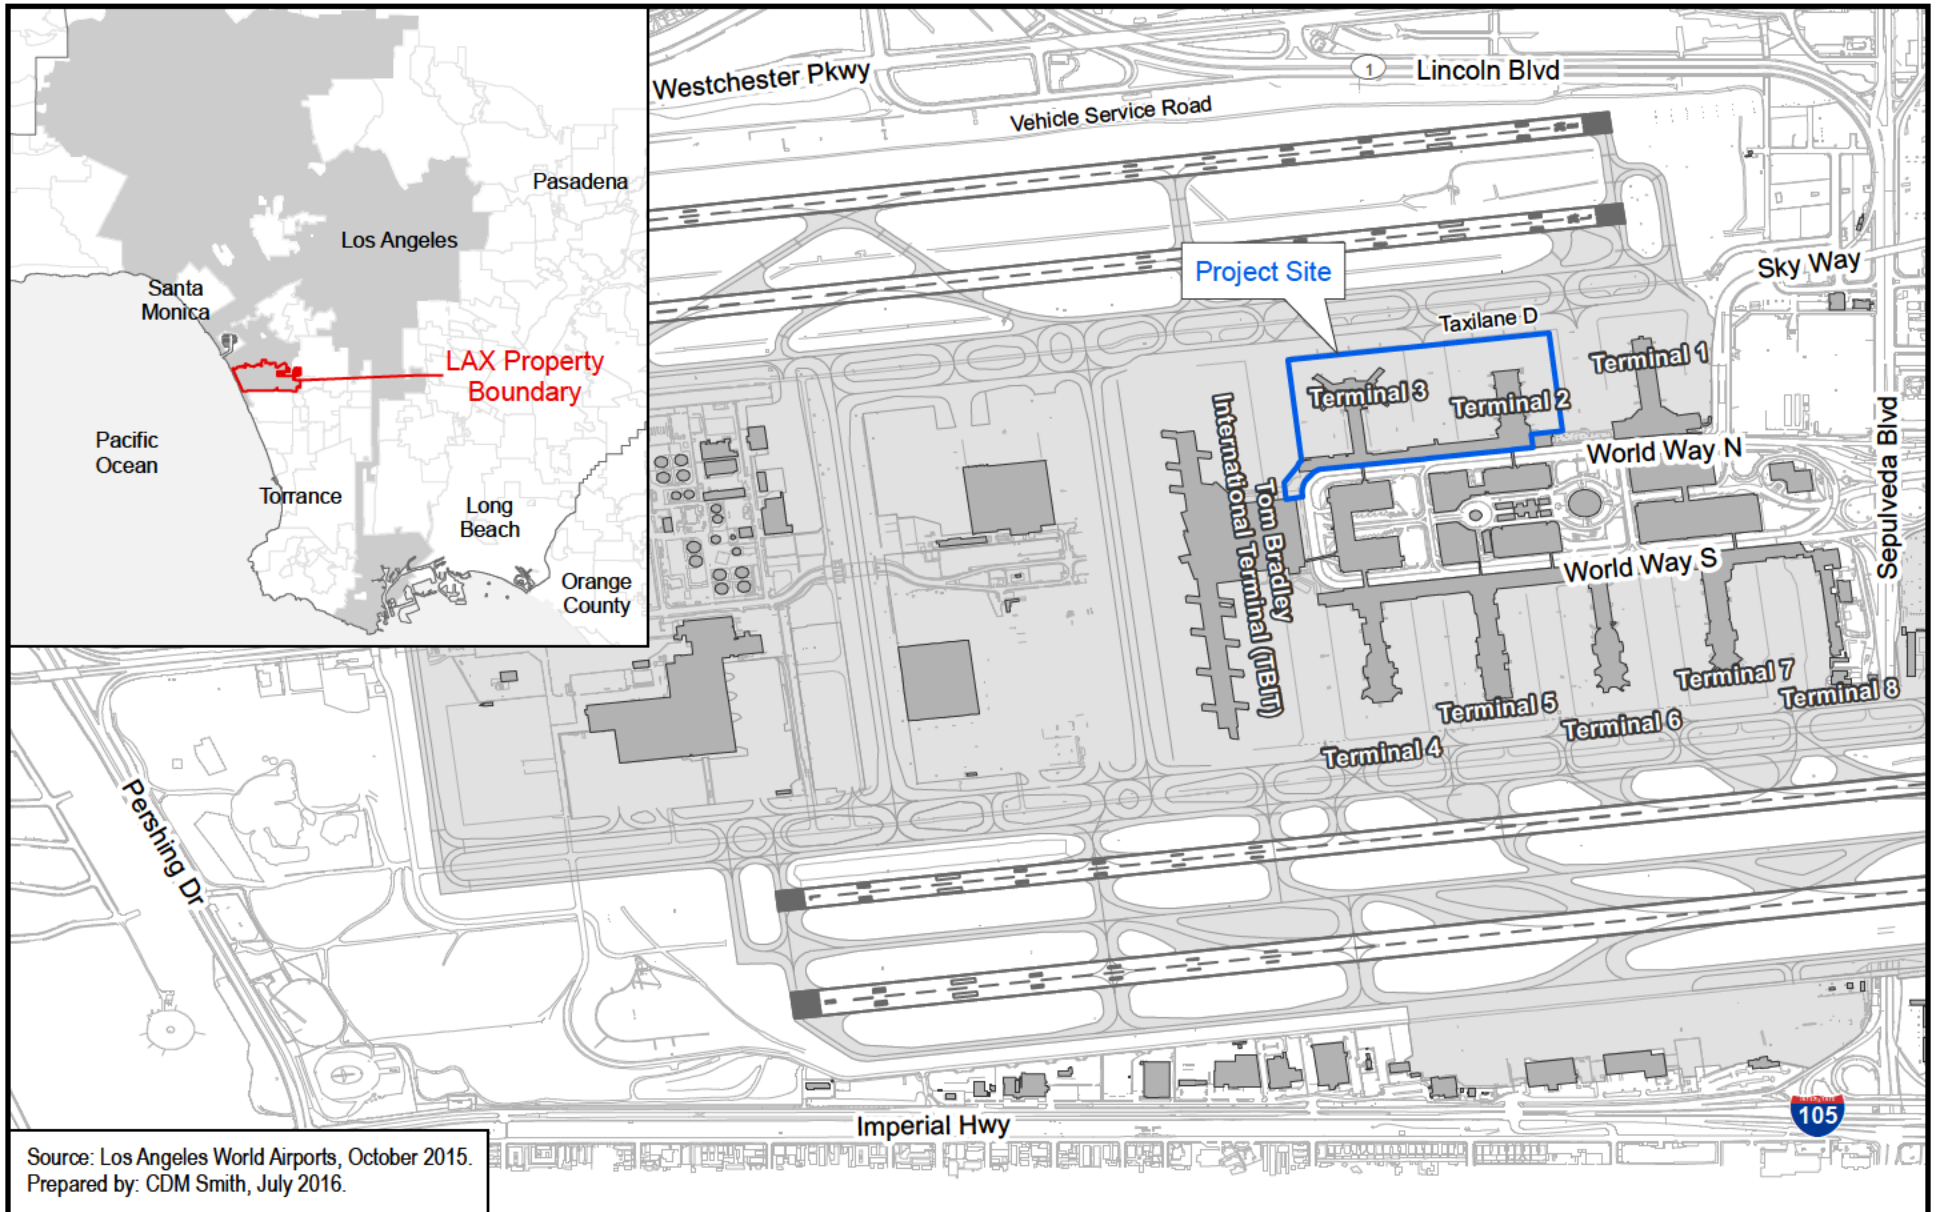 Westchester Pkwy
1
Lincoln Blvd
Vehicle Service Road
Pasadena
Los Angeles
Santa
Monica
LAX Property
Boundary
Pacific
Ocean
Torrance
Long
Beach
Orange
County
Project Site
Sky Way
Taxilane D
Terminal 1
Terminal 3
Terminal 2
World Way N
Sepulveda Blvd
Tom Bradley
International Terminal (TBIT)
World Way S
Terminal 7
Terminal 8
Terminal 5
Terminal 6
Terminal 4
Pershing Dr
Imperial Hwy
INTERSTATE
105
Source: Los Angeles World Airports, October 2015.
Prepared by: CDM Smith, July 2016.